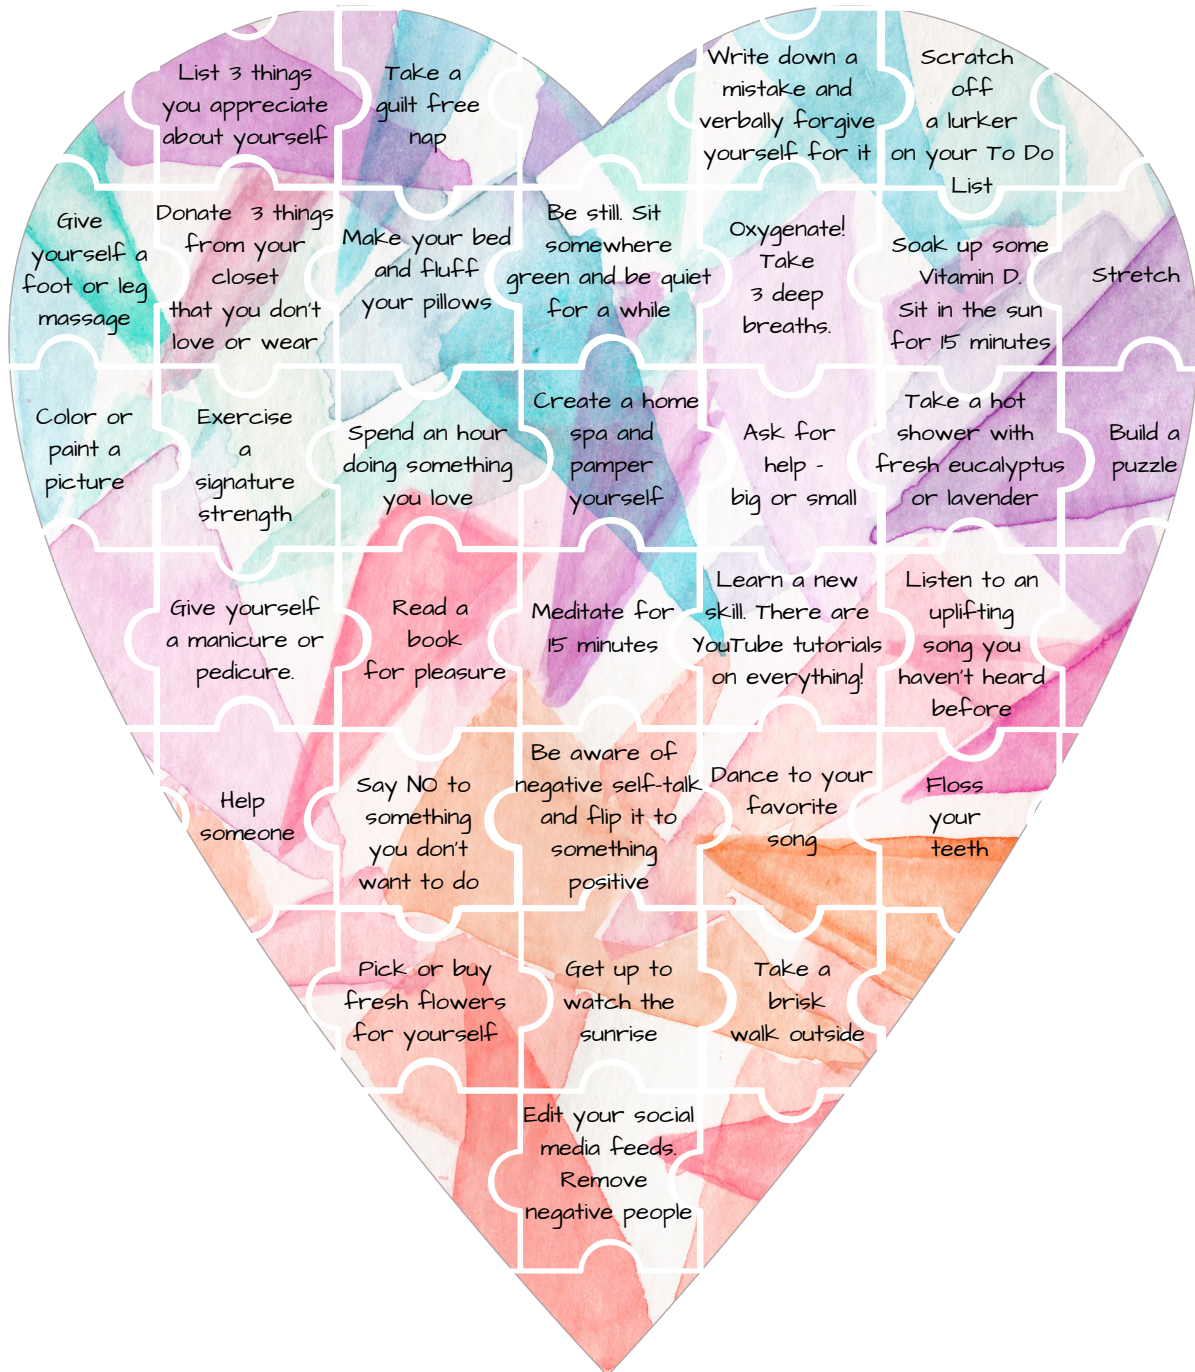 List 3 things
you appreciate
about yourself
Take a
guilt free
nap
Write down a
mistake and
verbally forgive
yourself for it
Scratch
off
a lurker
on your To Do
List
Give
yourself a
foot or leg
massage
Donate 3 things
from your
closet
that you don't
love or wear
Make your bed
and fluff
your pillows
Be still. Sit
somewhere
green and be quiet
for a while
Oxygenate!
Take
3 deep
breaths.
Soak up some
Vitamin D.
Sit in the sun
for 15 minutes
Stretch
Color or
paint a
picture
Exercise
a
signature
strength
Spend an hour
doing something
you love
Create a home
spa and
pamper
yourself
Ask for
help -
big or small
Take a hot
shower with
fresh eucalyptus
or lavender
Build a
puzzle
Give yourself
a manicure or
pedicure.
Read a
book
for pleasure
Meditate for
15 minutes
Learn a new
skill. There are
YouTube tutorials
on everything!
Listen to an
uplifting
song you
haven't heard
before
Help
someone
Say NO to
something
you don't
want to do
Be aware of
negative self-talk
and flip it to
something
positive
Dance to your
favorite
song
Floss
your
teeth
Pick or buy
fresh flowers
for yourself
Get up to
watch the
sunrise
Take a
brisk
walk outside
Edit your social
media feeds.
Remove
negative people